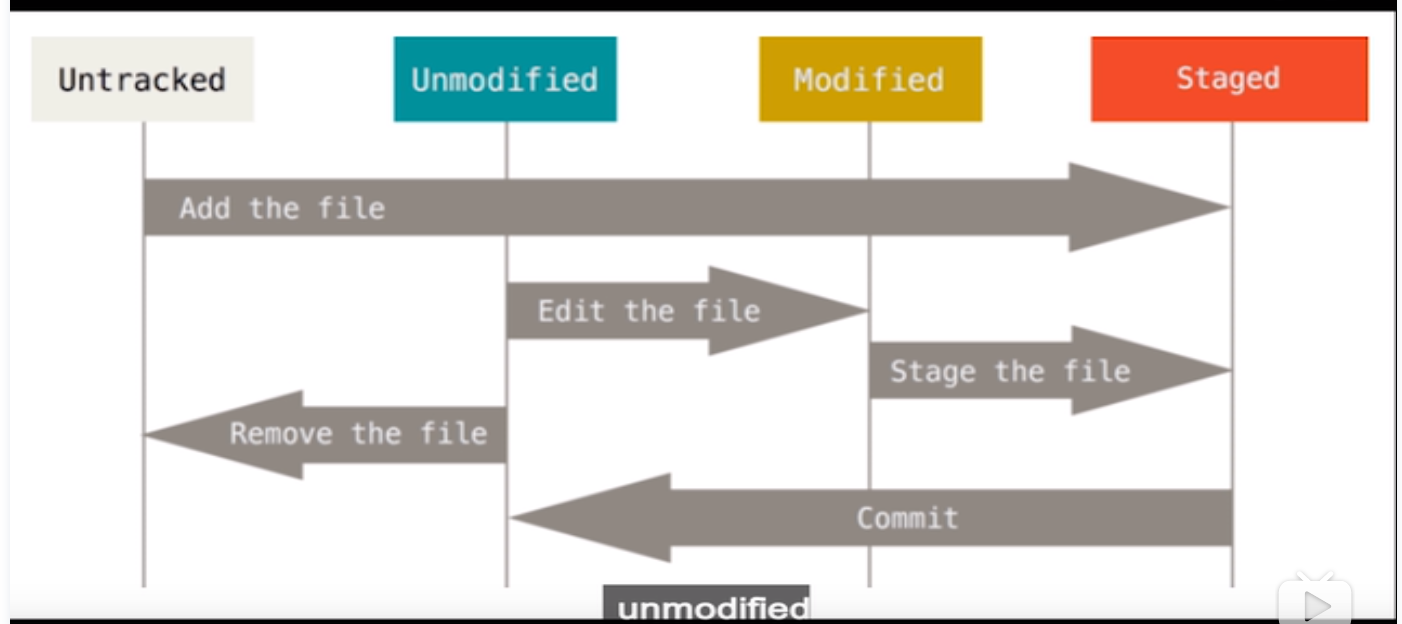 Untracked
Unmodified
Modified
Staged
Add the file
Edit the file
Stage the file
Remove the file
Commit
unmodified